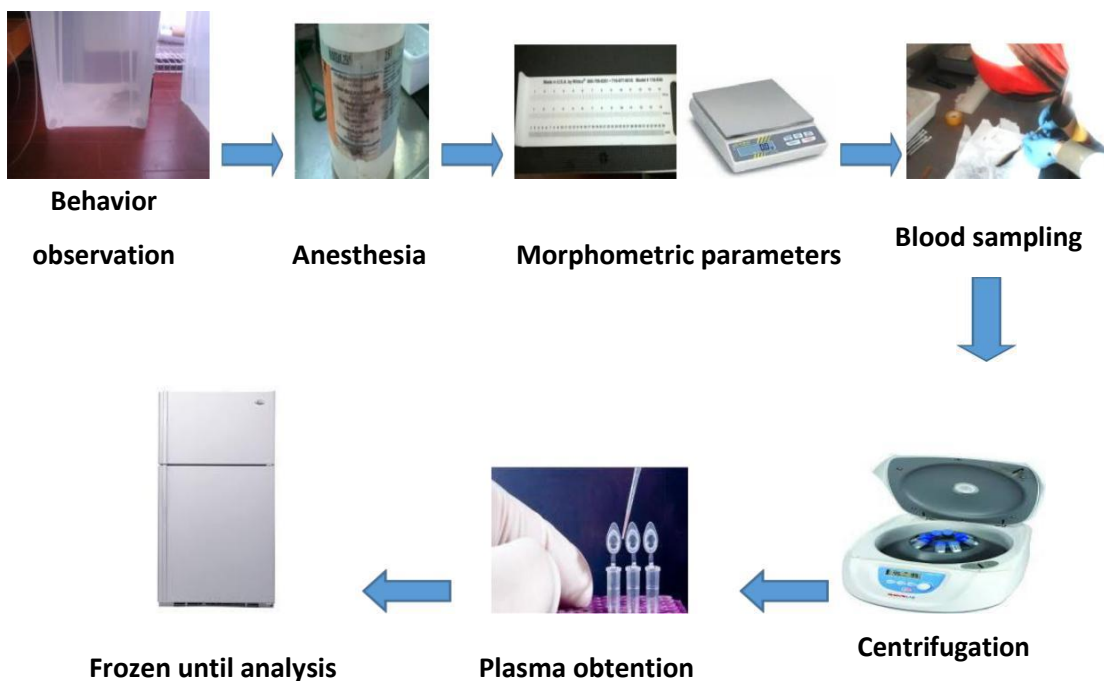 Behavior
observation
Anesthesia
Morphometric parameters
Blood sampling
Centrifugation
Plasma obtention
Frozen until analysis